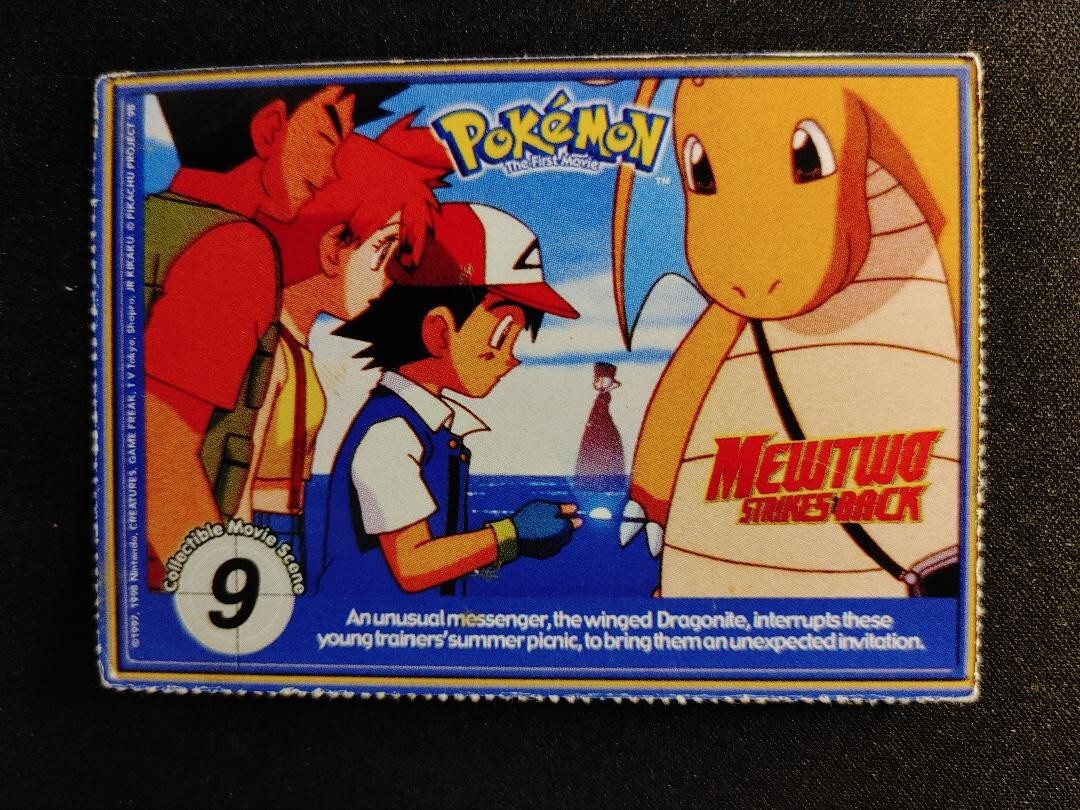 POKéMON
The First Movie
TM
MEWTWO
STRIKES BACK
Collectible Movie Scene
9
An unusual messenger, the winged Dragonite, interrupts these
young trainers' summer picnic, to bring them an unexpected invitation.
©1997, 1998 Nintendo, CREATURES, GAME FREAK, TV Tokyo, Shopro, JR KIKAKU © PIKACHU PROJECT '98